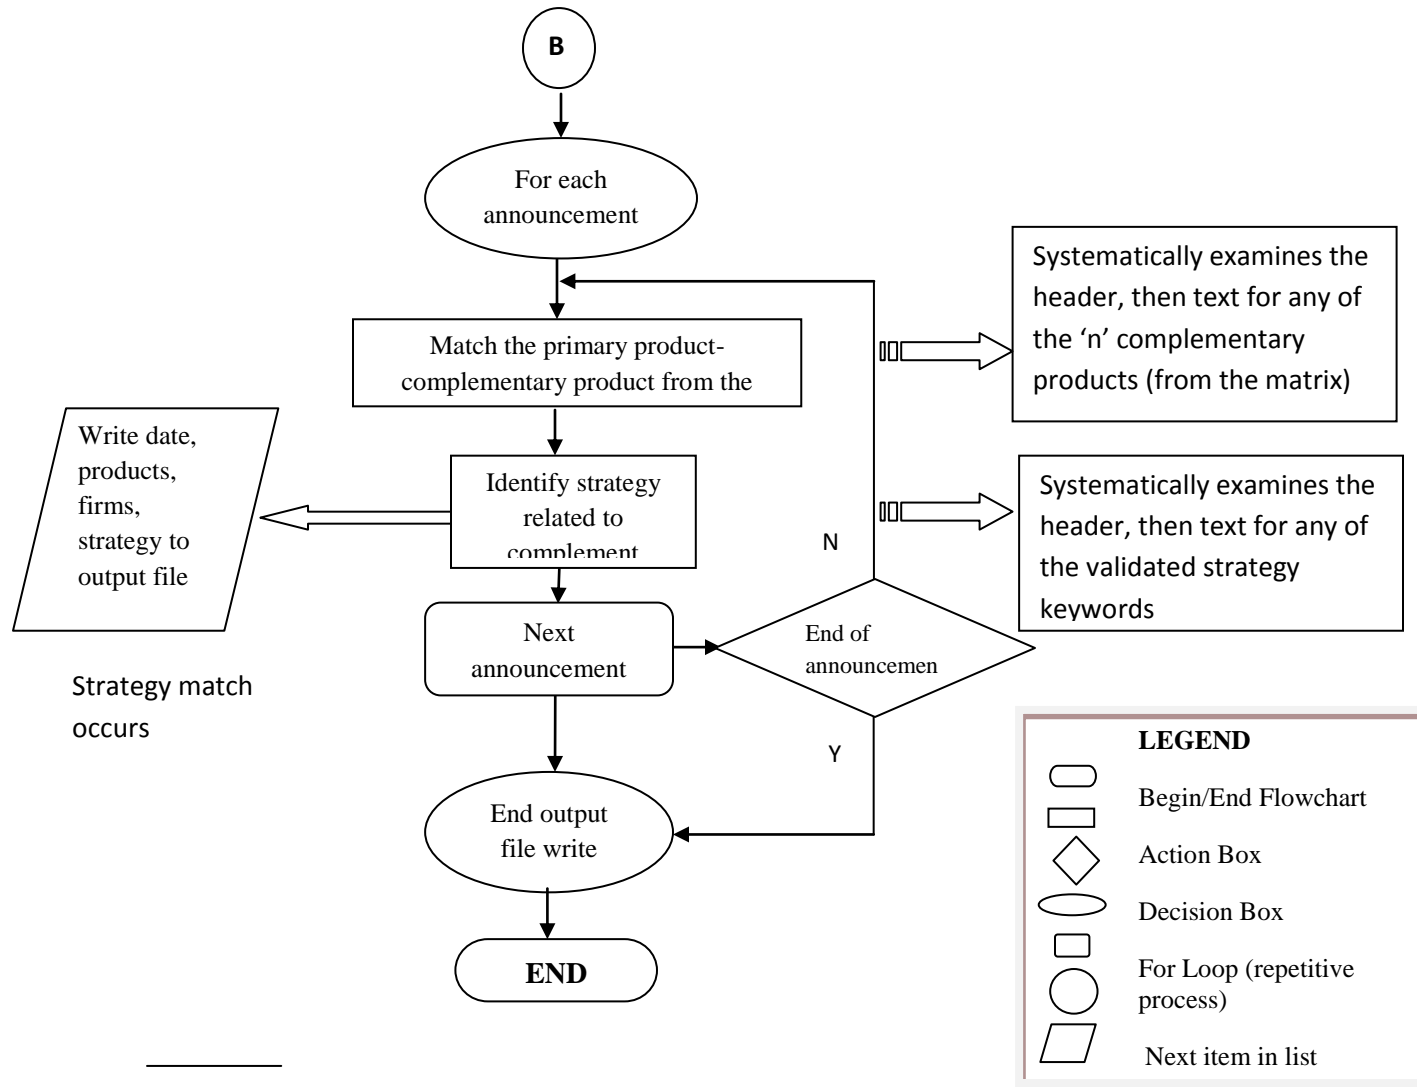 B
For each
announcement
Match the primary product-
complementary product from the
Identify strategy
related to
complement
Write date,
products,
firms,
strategy to
output file
Strategy match
occurs
Systematically examines the
header, then text for any of
the ‘n’ complementary
products (from the matrix)
Systematically examines the
header, then text for any of
the validated strategy
keywords
N
Next
announcement
End of
announcemen
Y
End output
file write
END
LEGEND
Begin/End Flowchart
Action Box
Decision Box
For Loop (repetitive
process)
Next item in list